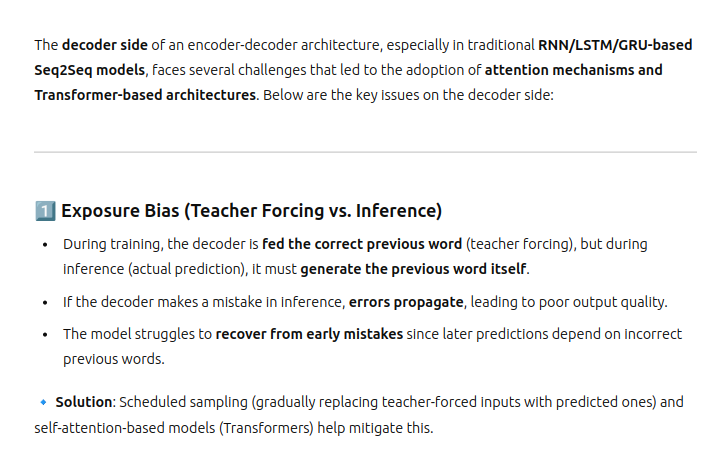 The decoder side of an encoder-decoder architecture, especially in traditional RNN/LSTM/GRU-based
Seq2Seq models, faces several challenges that led to the adoption of attention mechanisms and
Transformer-based architectures. Below are the key issues on the decoder side:
1️⃣ Exposure Bias (Teacher Forcing vs. Inference)
• During training, the decoder is fed the correct previous word (teacher forcing), but during
inference (actual prediction), it must generate the previous word itself.
• If the decoder makes a mistake in inference, errors propagate, leading to poor output quality.
• The model struggles to recover from early mistakes since later predictions depend on incorrect
previous words.
🔹 Solution: Scheduled sampling (gradually replacing teacher-forced inputs with predicted ones) and
self-attention-based models (Transformers) help mitigate this.